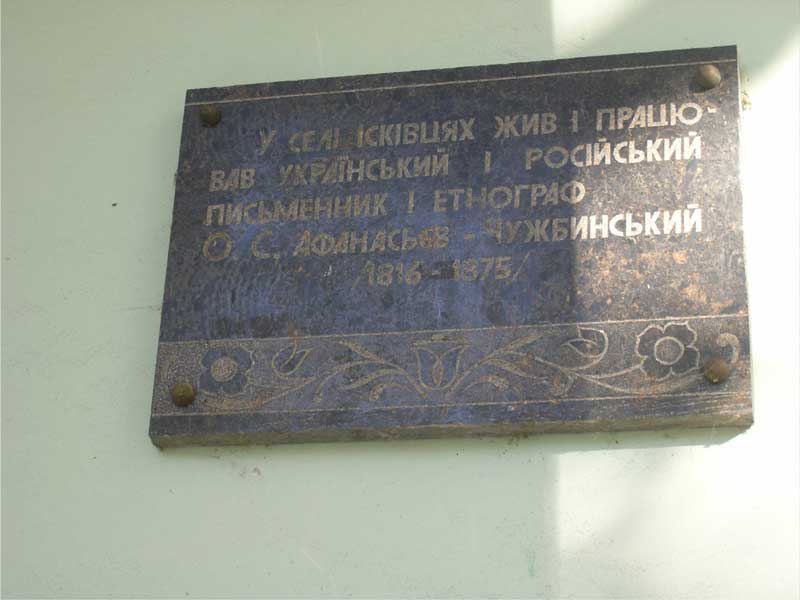 У СЕЛІ ІСКІВЦЯХ ЖИВ І ПРАЦЮ-
ВАВ УКРАЇНСЬКИЙ І РОСІЙСЬКИЙ
ПИСЬМЕННИК І ЕТНОГРАФ
О. С. АФАНАСЬЄВ - ЧУЖБИНСЬКИЙ
/1816 - 1875/